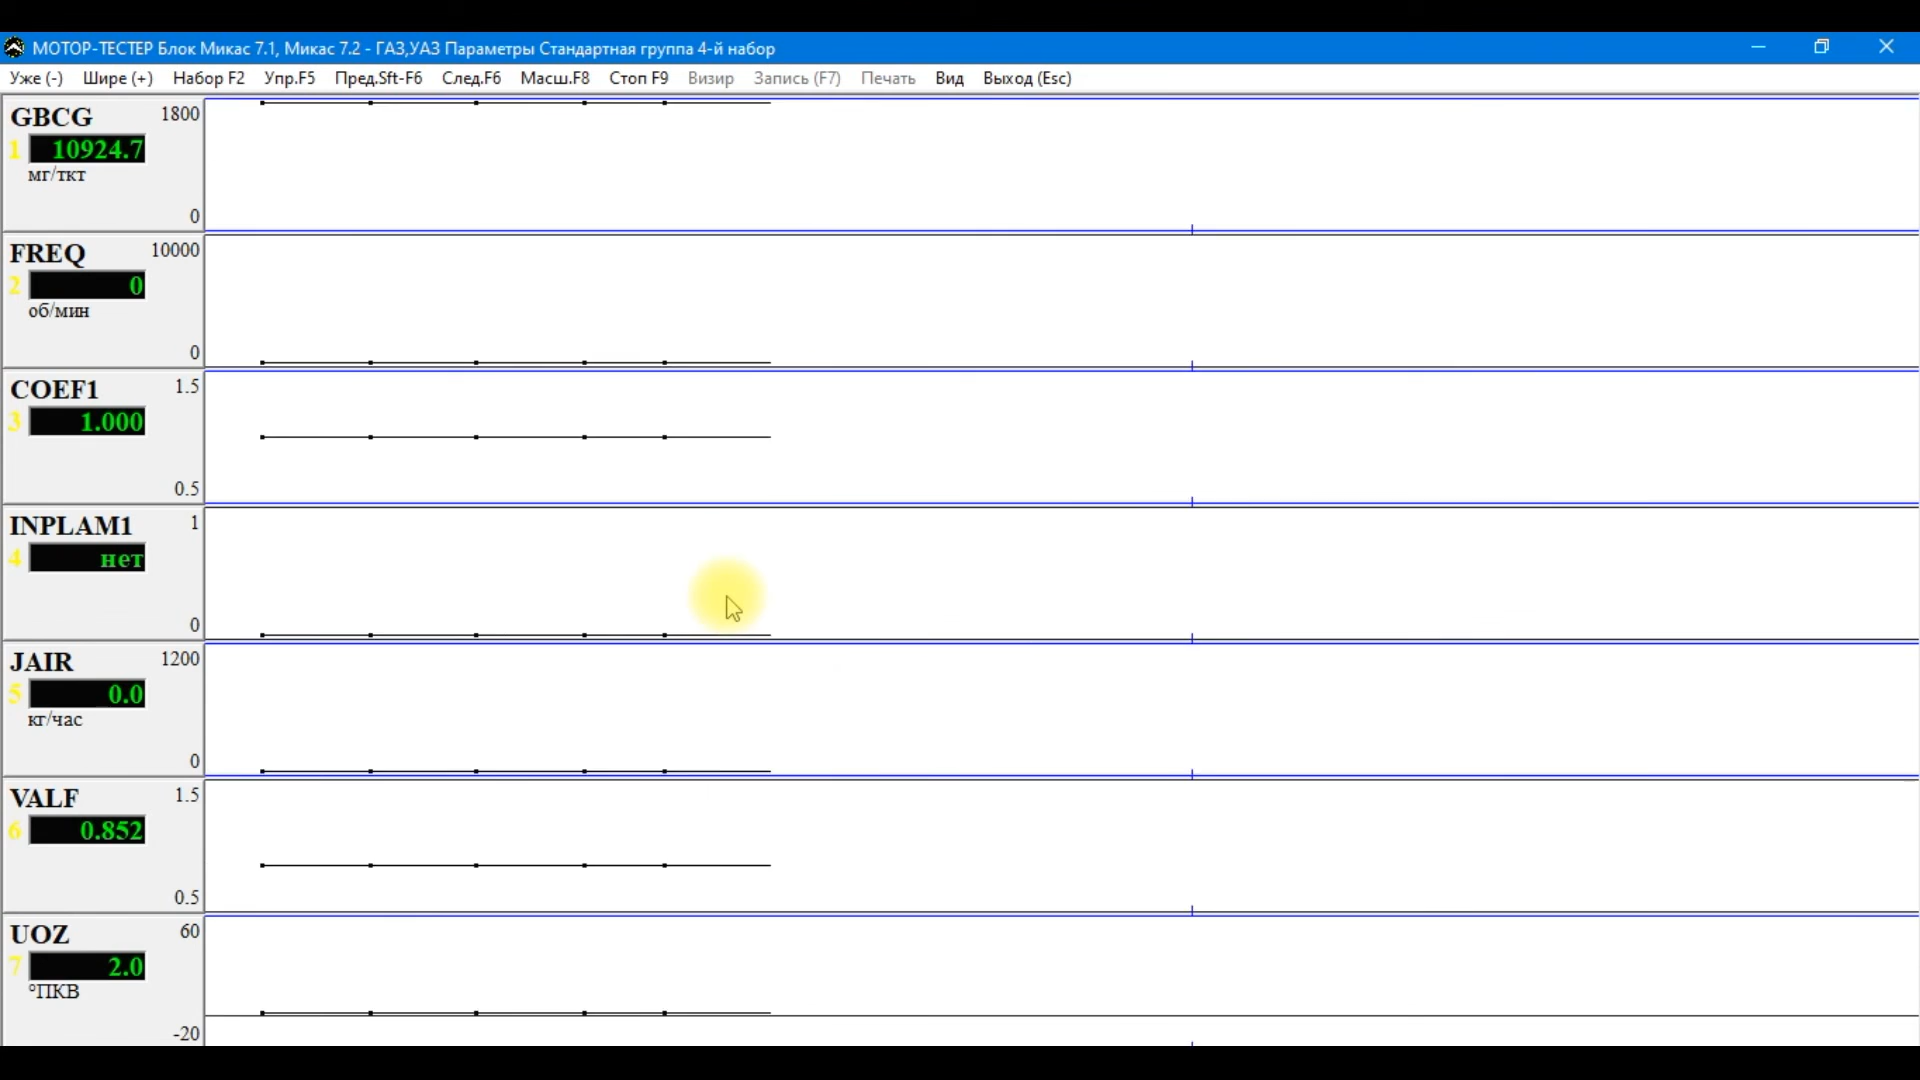 МОТОР-ТЕСТЕР Блок Микас 7.1, Микас 7.2 - ГАЗ,УАЗ Параметры Стандартная группа 4-й набор
Уже (-) Шире (+) Набор F2 Упр.F5 Пред.Sft-F6 След.F6 Масш.F8 Стоп F9 Визир Запись (F7) Печать Вид Выход (Esc)
GBCG 1800
1 10924.7
мг/ткт
0
FREQ 10000
2 0
об/мин
0
COEF1 1.5
3 1.000
0.5
INPLAM1 1
4 нет
0
JAIR 1200
5 0.0
кг/час
0
VALF 1.5
6 0.852
0.5
UOZ 60
7 2.0
°ПКВ
-20